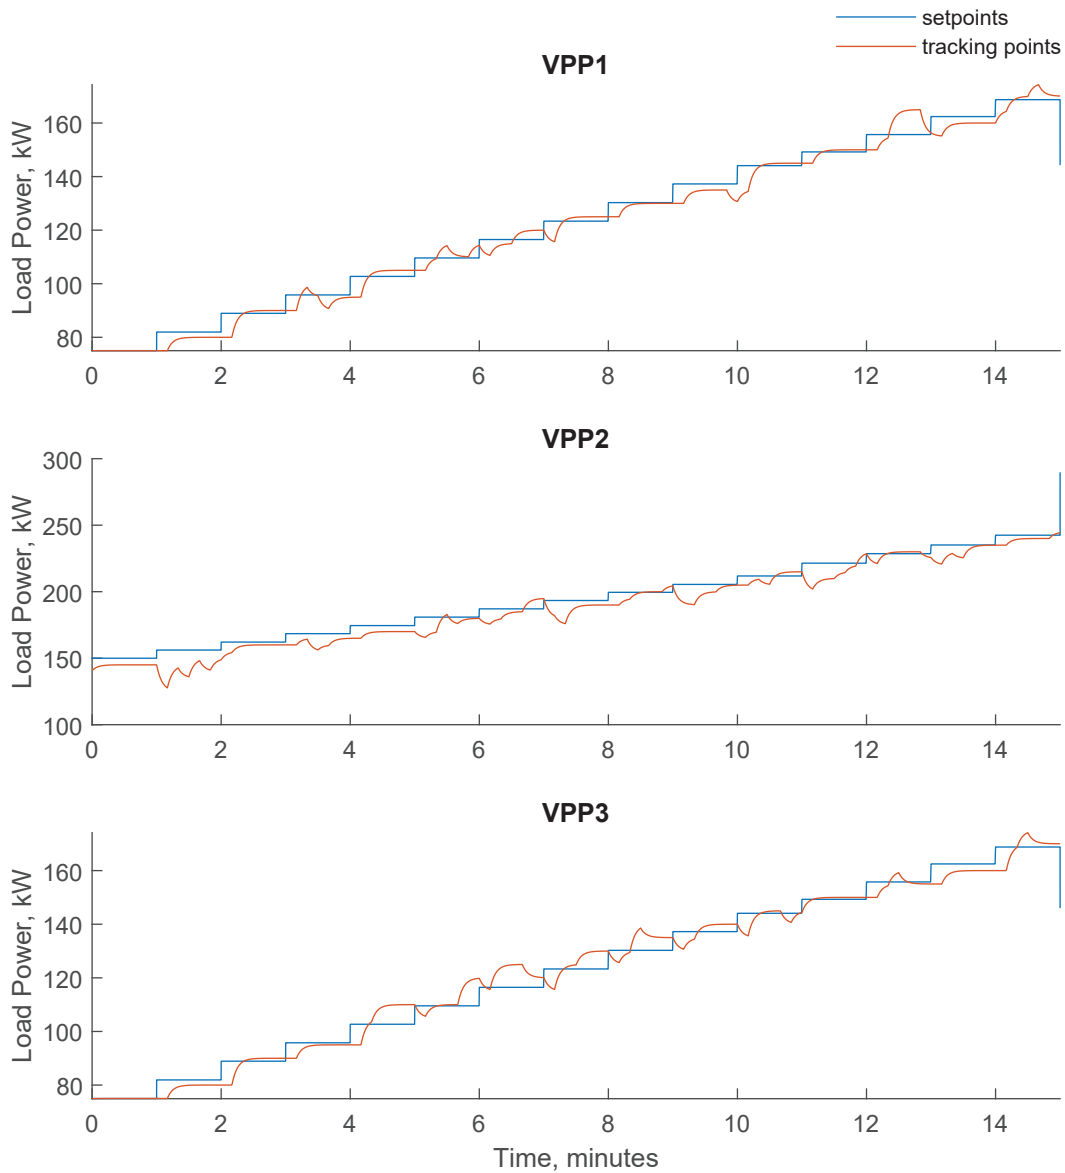 setpoints
tracking points
VPP1
Load Power, kW
160
140
120
100
80
0 2 4 6 8 10 12 14
VPP2
Load Power, kW
300
250
200
150
100
0 2 4 6 8 10 12 14
VPP3
Load Power, kW
160
140
120
100
80
0 2 4 6 8 10 12 14
Time, minutes